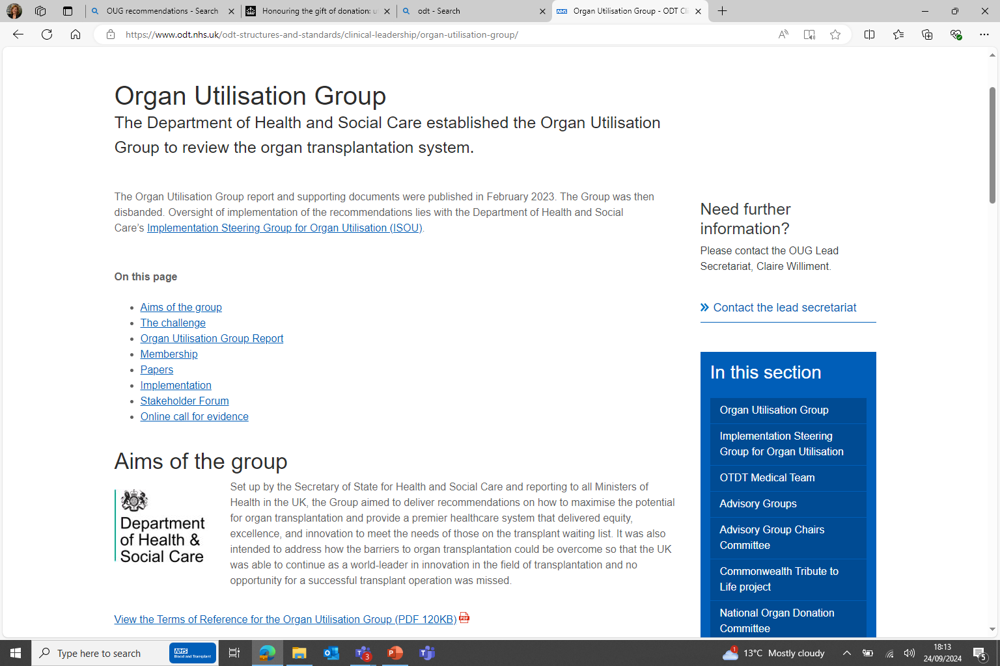 OUG recommendations - Search
Honouring the gift of donation: u
odt - Search
NHS
Organ Utilisation Group - ODT Cli
https://www.odt.nhs.uk/odt-structures-and-standards/clinical-leadership/organ-utilisation-group/
Organ Utilisation Group
The Department of Health and Social Care established the Organ Utilisation
Group to review the organ transplantation system.
The Organ Utilisation Group report and supporting documents were published in February 2023. The Group was then
disbanded. Oversight of implementation of the recommendations lies with the Department of Health and Social
Care’s Implementation Steering Group for Organ Utilisation (ISOU).
On this page
Aims of the group
The challenge
Organ Utilisation Group Report
Membership
Papers
Implementation
Stakeholder Forum
Online call for evidence
Aims of the group
Department
of Health &
Social Care
Set up by the Secretary of State for Health and Social Care and reporting to all Ministers of
Health in the UK, the Group aimed to deliver recommendations on how to maximise the potential
for organ transplantation and provide a premier healthcare system that delivered equity,
excellence, and innovation to meet the needs of those on the transplant waiting list. It was also
intended to address how the barriers to organ transplantation could be overcome so that the UK
was able to continue as a world-leader in innovation in the field of transplantation and no
opportunity for a successful transplant operation was missed.
View the Terms of Reference for the Organ Utilisation Group (PDF 120KB)
PDF
Need further
information?
Please contact the OUG Lead
Secretariat, Claire Williment.
Contact the lead secretariat
In this section
Organ Utilisation Group
Implementation Steering
Group for Organ Utilisation
OTDT Medical Team
Advisory Groups
Advisory Group Chairs
Committee
Commonwealth Tribute to
Life project
National Organ Donation
Committee
Type here to search
NHS
Blood and Transplant
3
1
13°C Mostly cloudy
18:13
24/09/2024
5